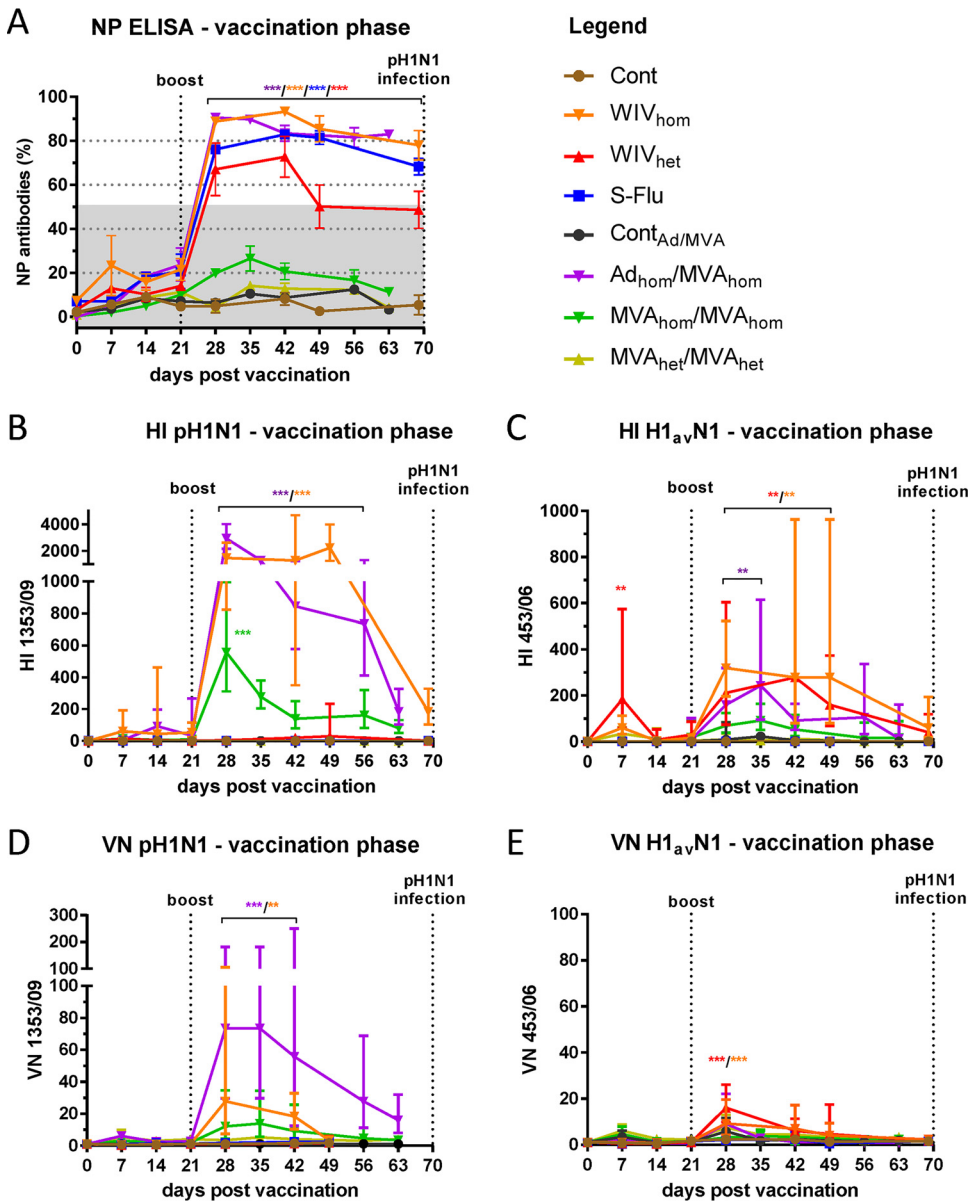 A
NP ELISA - vaccination phase
boost
pH1N1
infection
***/***/***/***
NP antibodies (%)
100
80
60
40
20
0
0 7 14 21 28 35 42 49 56 63 70
days post vaccination
Legend
Cont
WIVhom
WIVhet
S-Flu
ContAd/MVA
Adhom/MVAhom
MVAhom/MVAhom
MVAhet/MVAhet
B
HI pH1N1 - vaccination phase
boost
pH1N1
infection
***/***
***
HI 1353/09
4000
2000
1000
800
600
400
200
0
0 7 14 21 28 35 42 49 56 63 70
days post vaccination
C
HI H1avN1 - vaccination phase
boost
pH1N1
infection
**/**
**
**
HI 453/06
1000
800
600
400
200
0
0 7 14 21 28 35 42 49 56 63 70
days post vaccination
D
VN pH1N1 - vaccination phase
boost
pH1N1
infection
***/**
VN 1353/09
300
200
100
80
60
40
20
0
0 7 14 21 28 35 42 49 56 63 70
days post vaccination
E
VN H1avN1 - vaccination phase
boost
pH1N1
infection
***/***
VN 453/06
100
80
60
40
20
0
0 7 14 21 28 35 42 49 56 63 70
days post vaccination